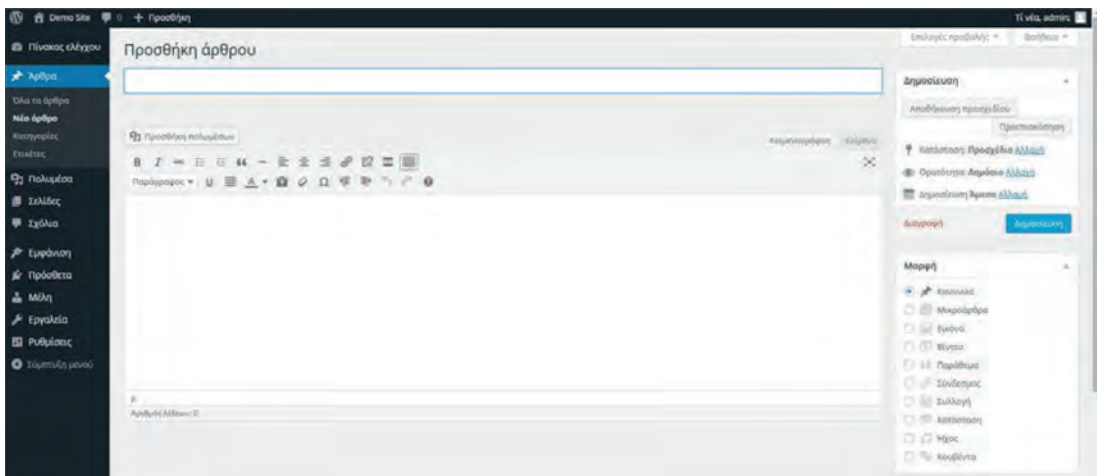 Demo Site 0 + Προσθήκη Τί νέα, admin;
Επιλογές προβολής Βοήθεια
Πίνακας ελέγχου
Άρθρα
Όλα τα άρθρα
Νέο άρθρο
Κατηγορίες
Ετικέτες
Πολυμέσα
Σελίδες
Σχόλια
Εμφάνιση
Πρόσθετα
Μέλη
Εργαλεία
Ρυθμίσεις
Σύμπτυξη μενού
Προσθήκη άρθρου
Προσθήκη πολυμέσων
Κειμενογράφος Κείμενο
Παράγραφος
p
Αριθμός λέξεων: 0
Δημοσίευση
Αποθήκευση προσχεδίου
Προεπισκόπηση
Κατάσταση: Προσχέδιο Αλλαγή
Ορατότητα: Δημόσιο Αλλαγή
Δημοσίευση Άμεσα Αλλαγή
Διαγραφή Δημοσίευση
Μορφή
Κανονικό
Μικροάρθρο
Εικόνα
Βίντεο
Παράθεμα
Σύνδεσμος
Συλλογή
Κατάσταση
Ήχος
Κουβέντα